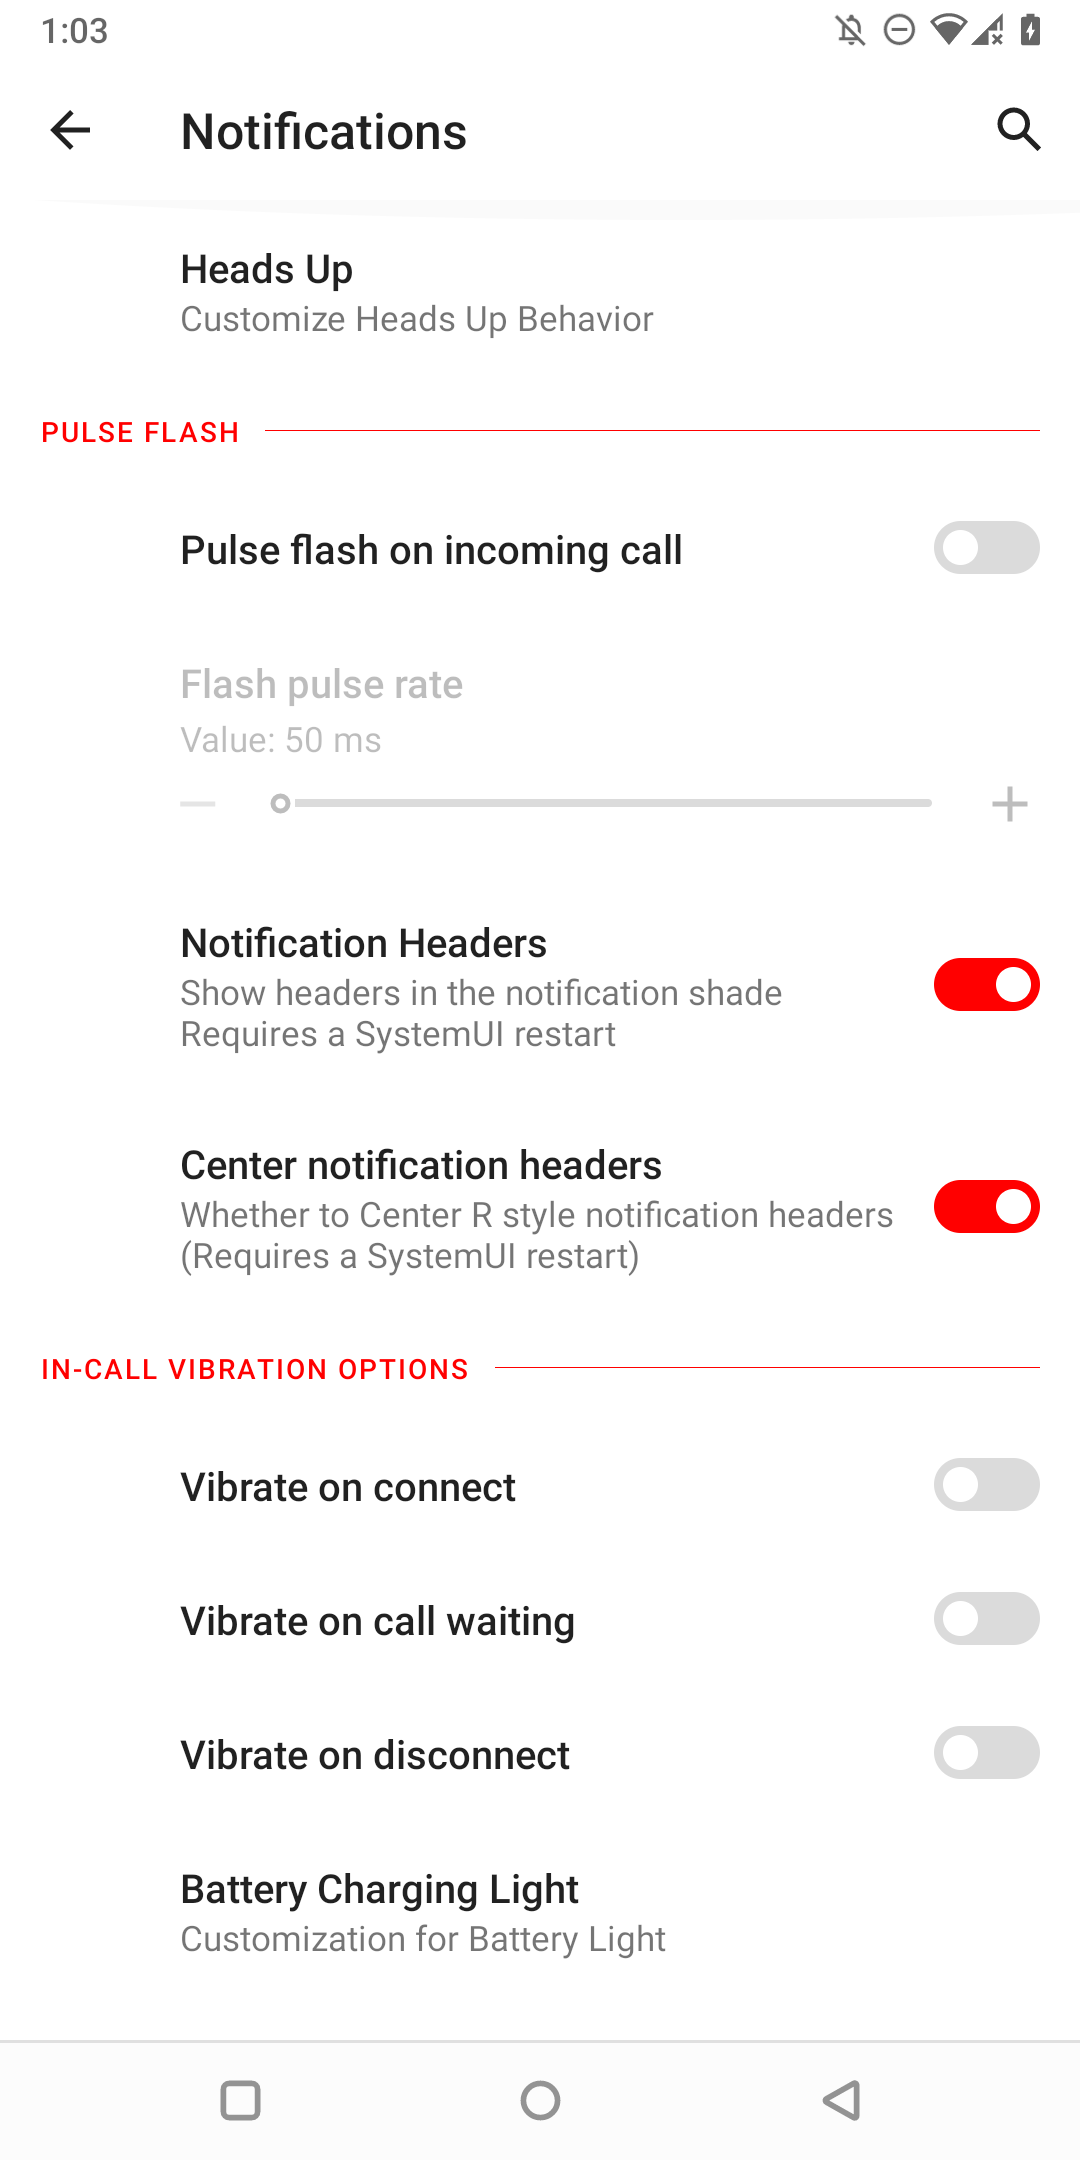 1:03
Notifications
Heads Up
Customize Heads Up Behavior
PULSE FLASH
Pulse flash on incoming call
Flash pulse rate
Value: 50 ms
Notification Headers
Show headers in the notification shade
Requires a SystemUI restart
Center notification headers
Whether to Center R style notification headers
(Requires a SystemUI restart)
IN-CALL VIBRATION OPTIONS
Vibrate on connect
Vibrate on call waiting
Vibrate on disconnect
Battery Charging Light
Customization for Battery Light